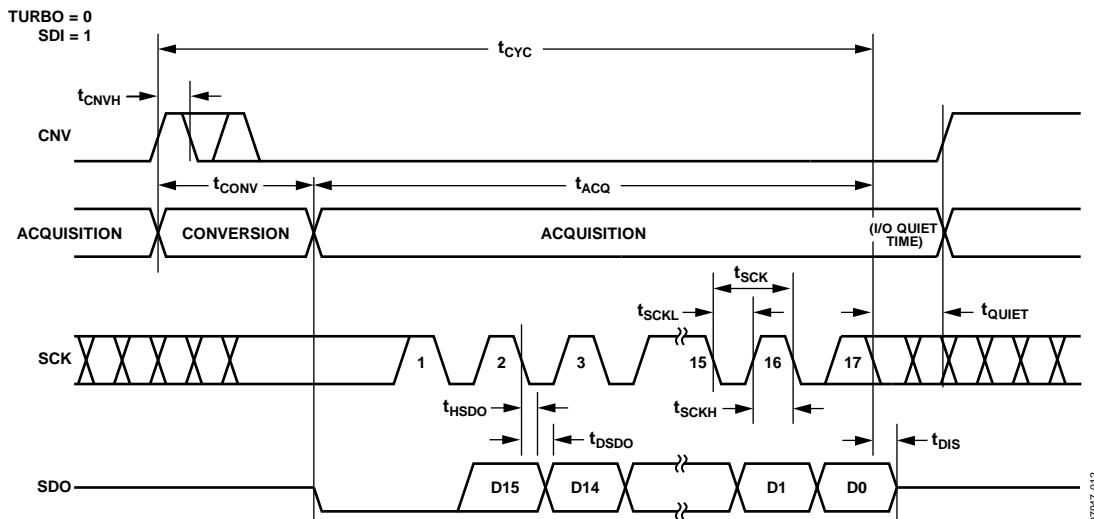 TURBO = 0
SDI = 1
tCYC
tCNVH
CNV
tCONV
tACQ
ACQUISITION
CONVERSION
ACQUISITION
(I/O QUIET
TIME)
tSCK
tSCKL
tQUIET
SCK
1
2
3
15
16
17
tHSDO
tSCKH
tDSDO
tDIS
SDO
D15
D14
D1
D0